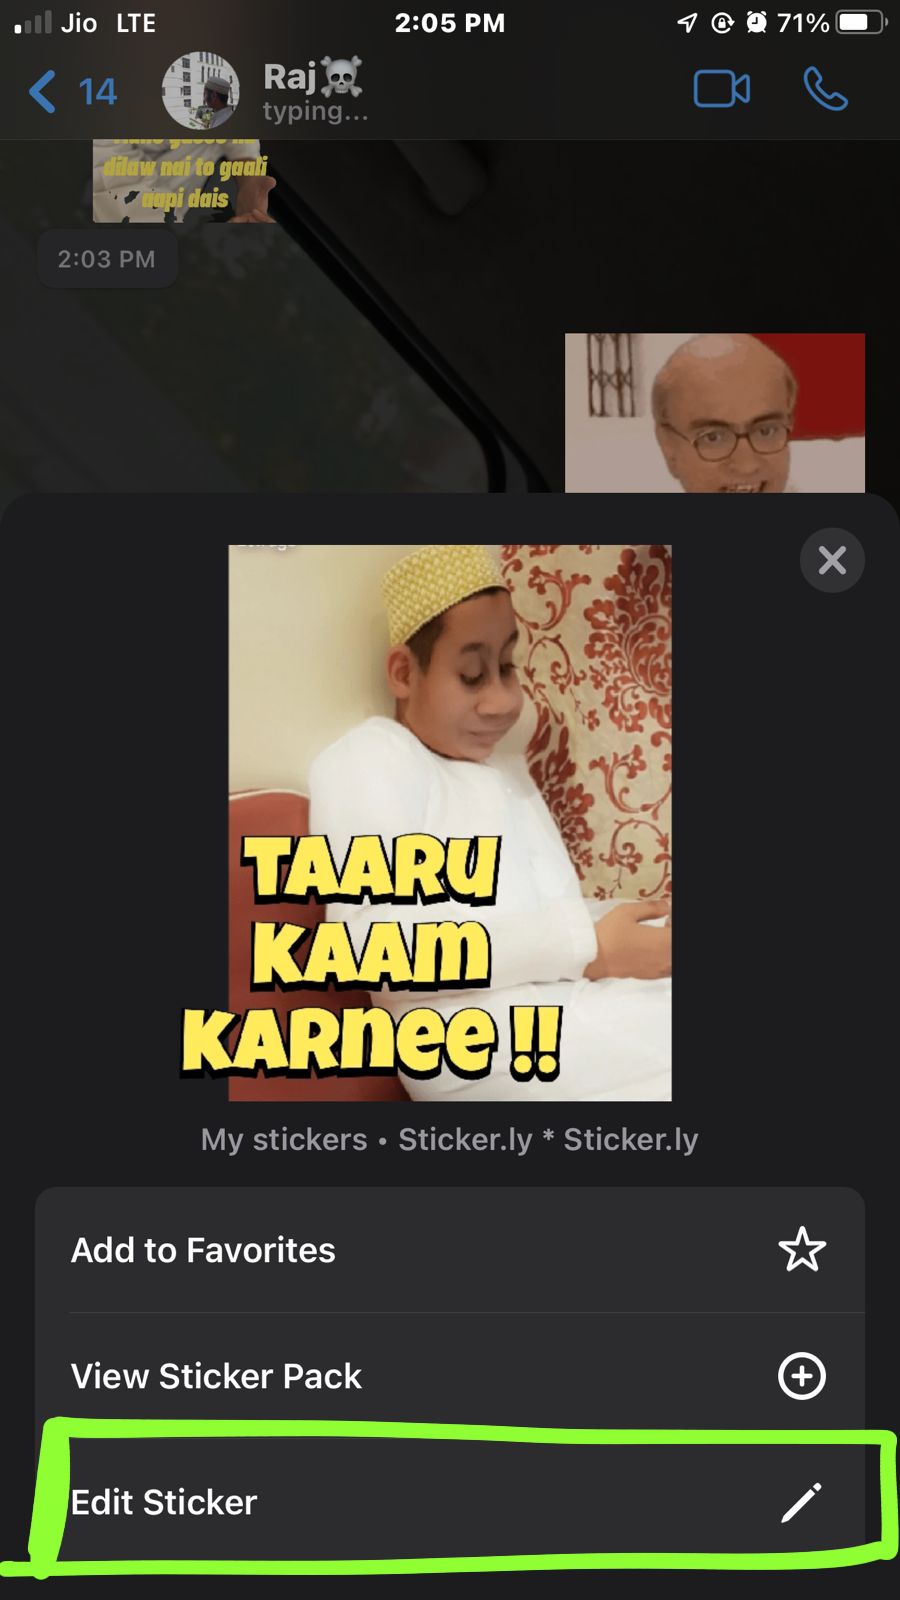 Jio LTE
2:05 PM
71%
14
Raj☠️
typing...
dilaw nai to gaali
aapi dais
2:03 PM
TAARU
KAAM
KARNEE !!
My stickers • Sticker.ly * Sticker.ly
Add to Favorites
View Sticker Pack
Edit Sticker